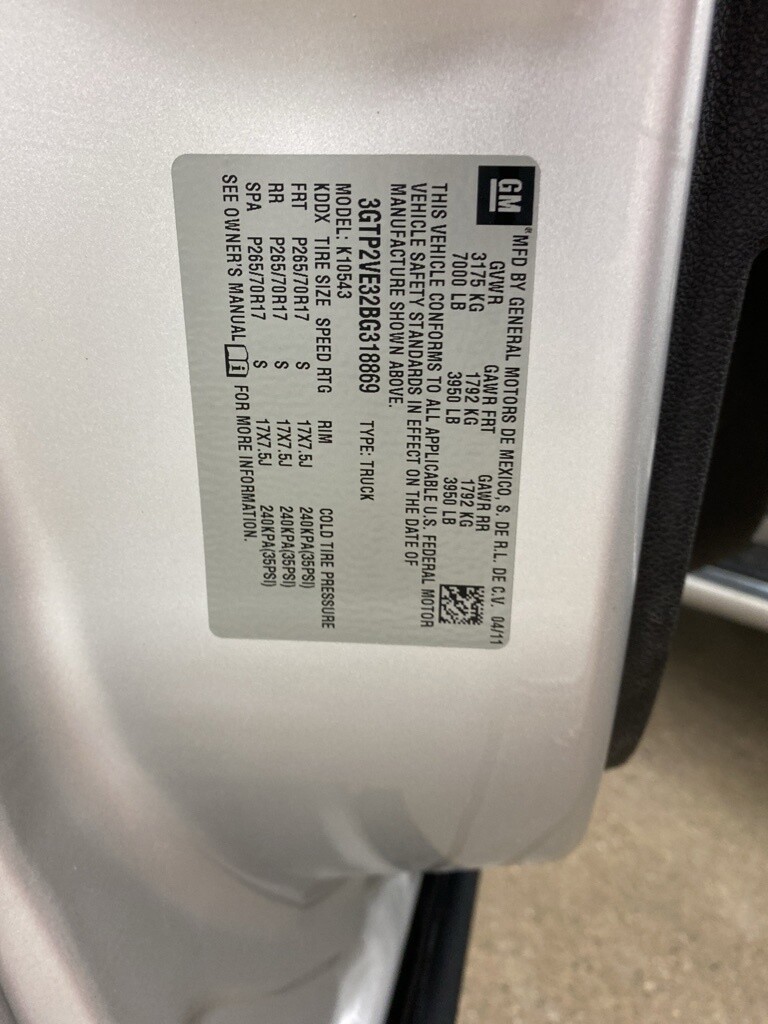 GM ® MFD BY GENERAL MOTORS DE MEXICO, S. DE R.L. DE C.V. 04/11
GVWR GAWR FRT GAWR RR
3175 KG 1792 KG 1792 KG
7000 LB 3950 LB 3950 LB
THIS VEHICLE CONFORMS TO ALL APPLICABLE U.S. FEDERAL MOTOR
VEHICLE SAFETY STANDARDS IN EFFECT ON THE DATE OF
MANUFACTURE SHOWN ABOVE.
3GTP2VE32BG318869 TYPE: TRUCK
MODEL: K10543
KDDX TIRE SIZE SPEED RTG RIM COLD TIRE PRESSURE
FRT P265/70R17 S 17X7.5J 240KPA(35PSI)
RR P265/70R17 S 17X7.5J 240KPA(35PSI)
SPA P265/70R17 S 17X7.5J 240KPA(35PSI)
SEE OWNER'S MANUAL FOR MORE INFORMATION.